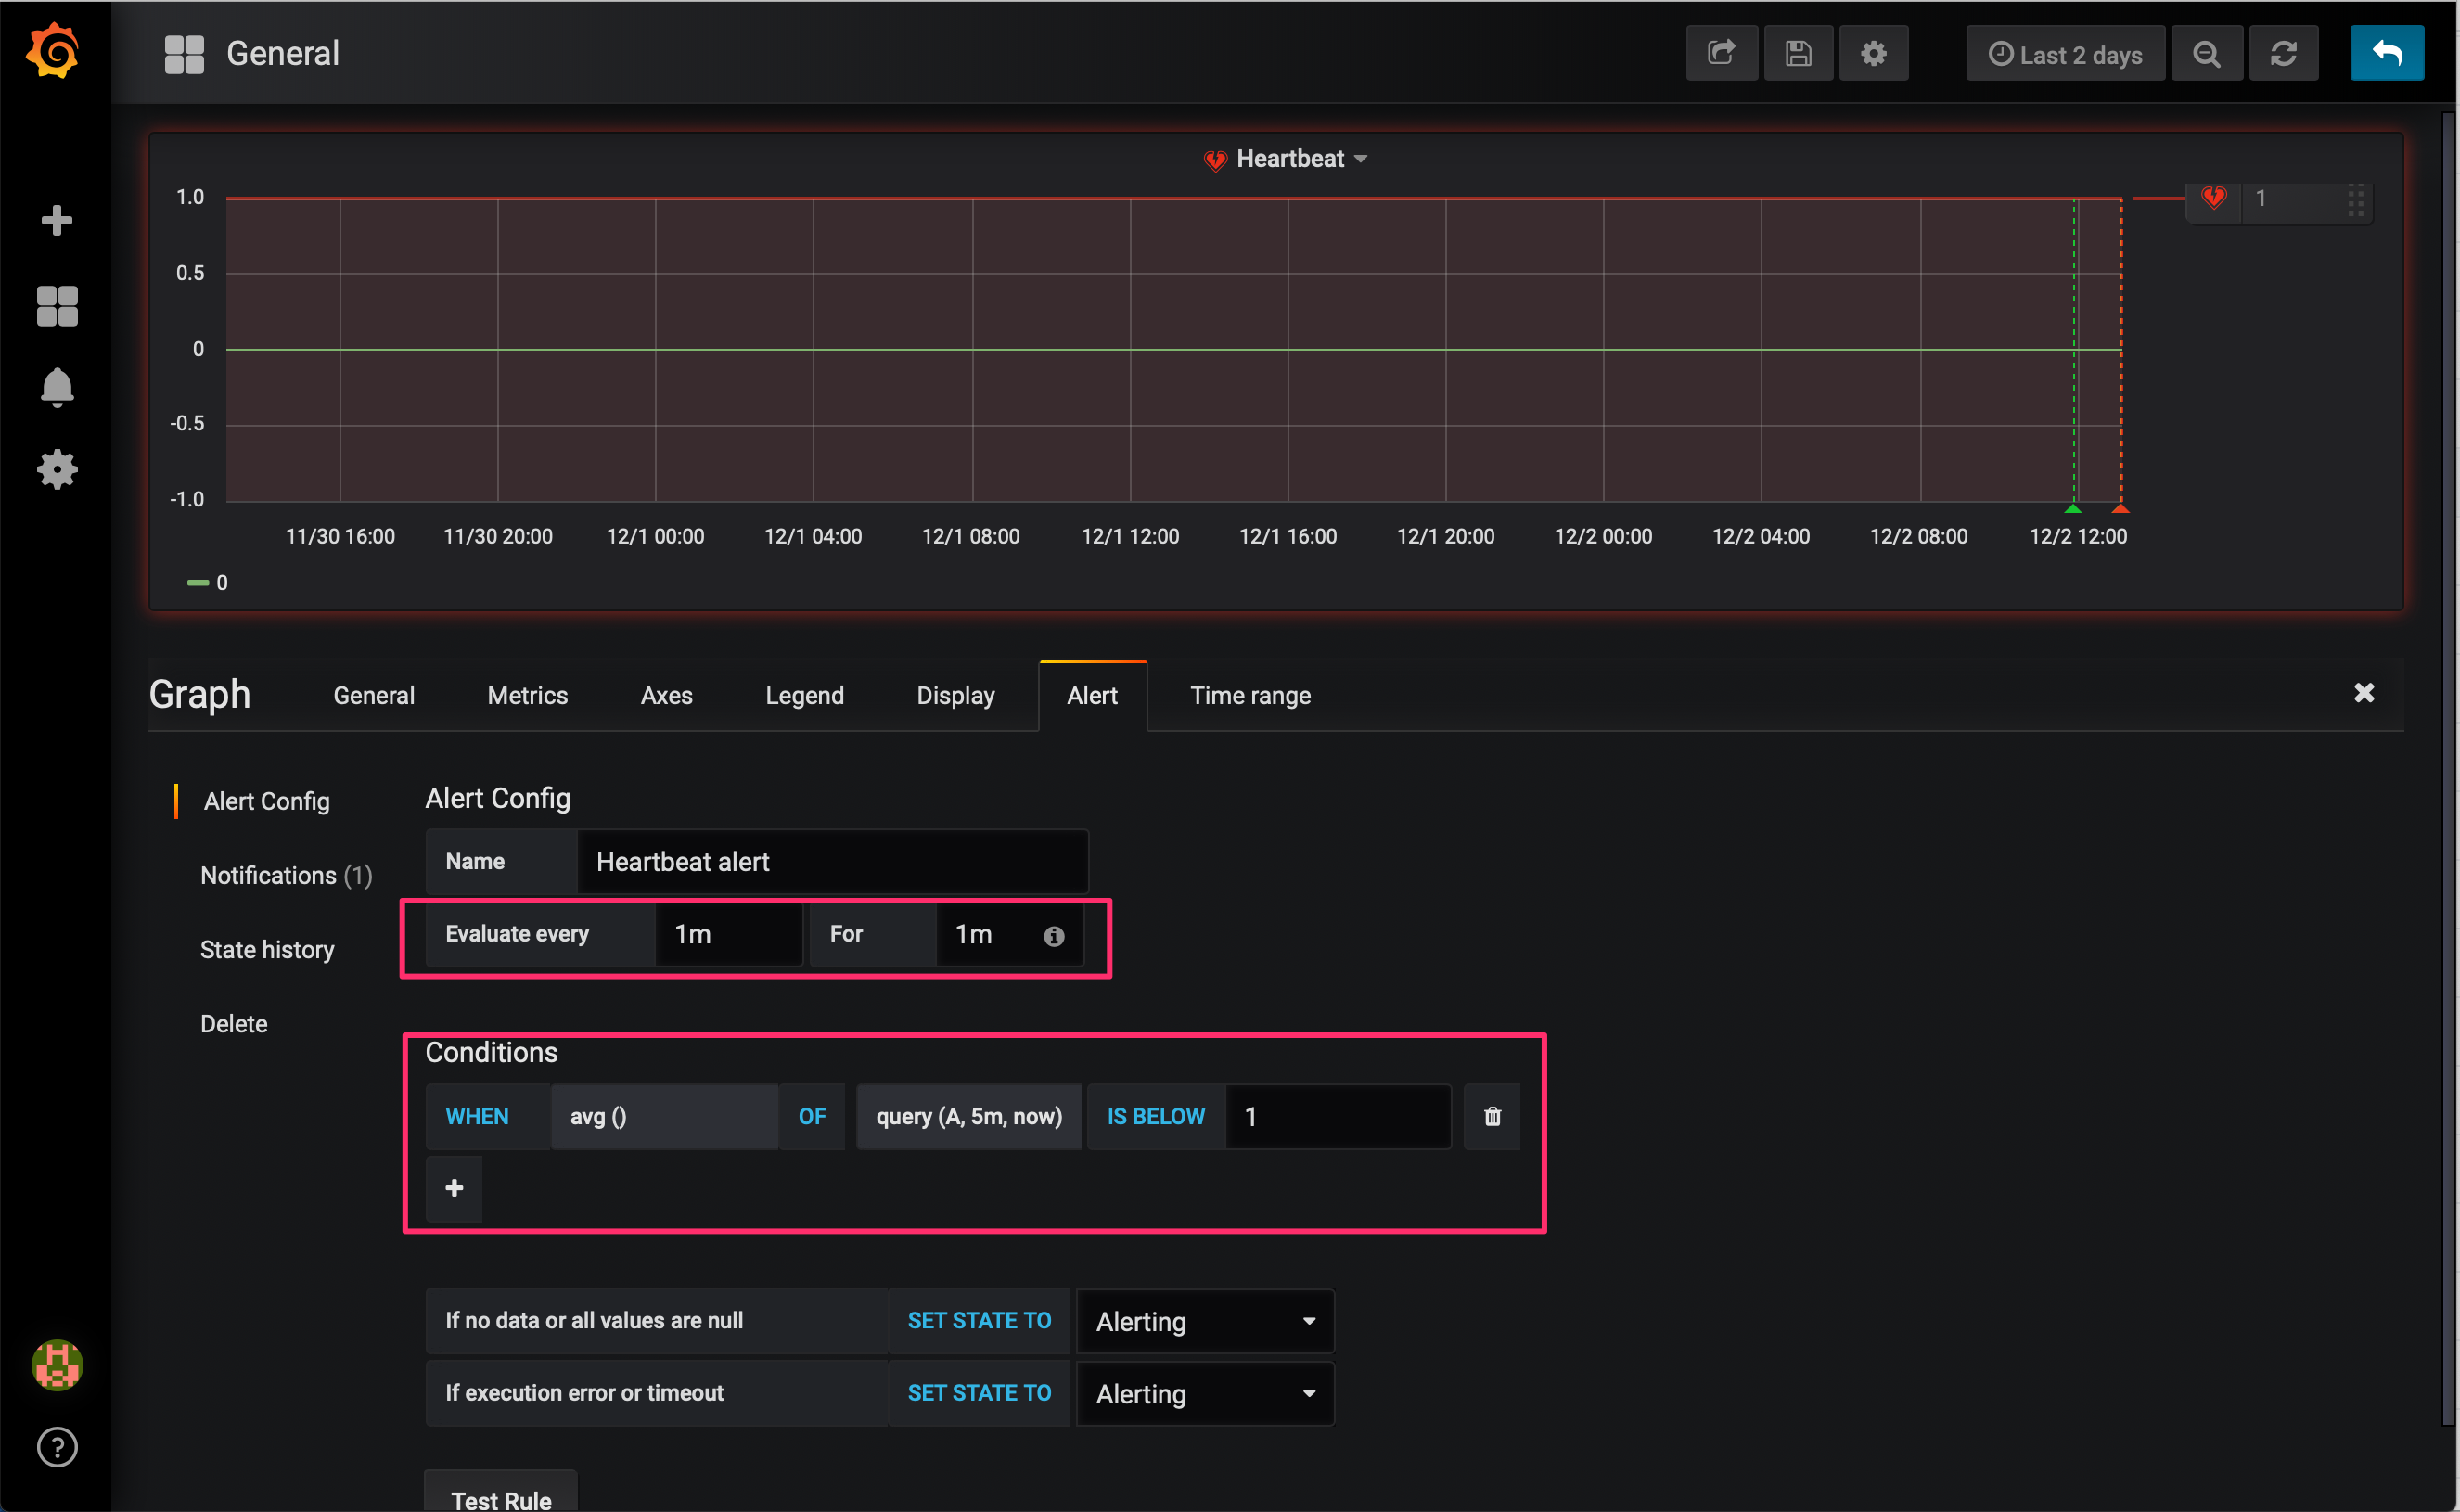 General
Last 2 days
Heartbeat
1.0
0.5
0
-0.5
-1.0
1
11/30 16:00 11/30 20:00 12/1 00:00 12/1 04:00 12/1 08:00 12/1 12:00 12/1 16:00 12/1 20:00 12/2 00:00 12/2 04:00 12/2 08:00 12/2 12:00
0
Graph General Metrics Axes Legend Display Alert Time range
Alert Config
Notifications (1)
State history
Delete
Alert Config
Name Heartbeat alert
Evaluate every 1m For 1m
Conditions
WHEN avg () OF query (A, 5m, now) IS BELOW 1
If no data or all values are null SET STATE TO Alerting
If execution error or timeout SET STATE TO Alerting
Test Rule